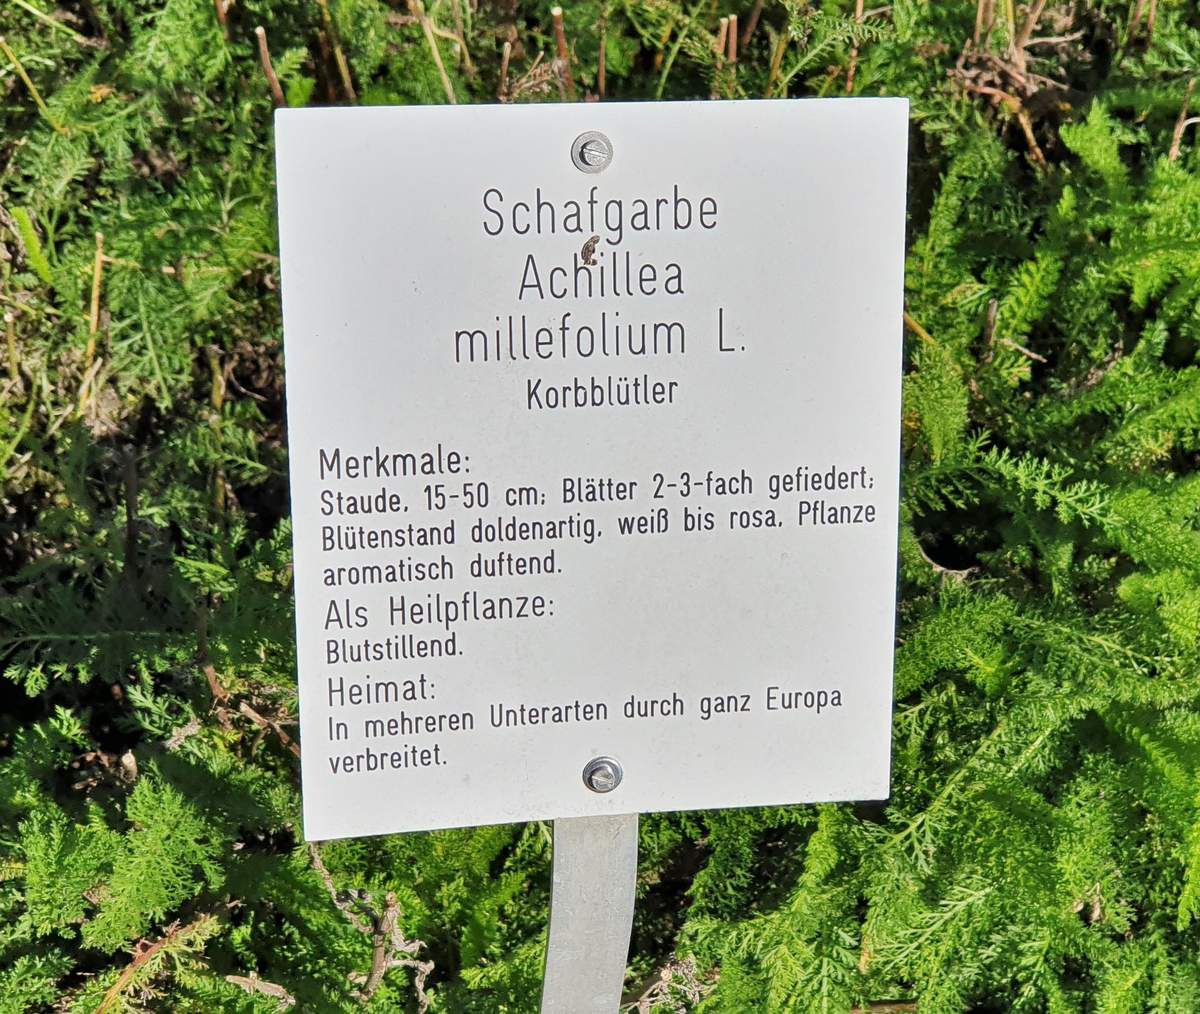 Schafgarbe
Achillea
millefolium L.
Korbblütler
Merkmale:
Staude, 15-50 cm; Blätter 2-3-fach gefiedert;
Blütenstand doldenartig, weiß bis rosa, Pflanze
aromatisch duftend.
Als Heilpflanze:
Blutstillend.
Heimat:
In mehreren Unterarten durch ganz Europa
verbreitet.